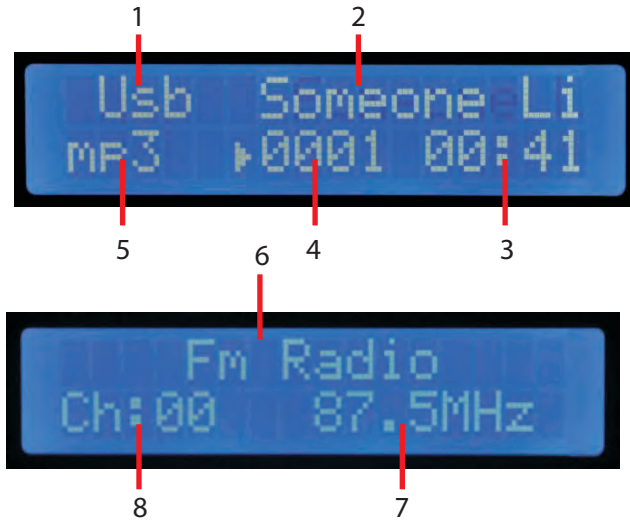 1 2
Usb Someone Li
mp3 ▸0001 00:41
5 4 3
6
Fm Radio
Ch:00 87.5MHz
8 7